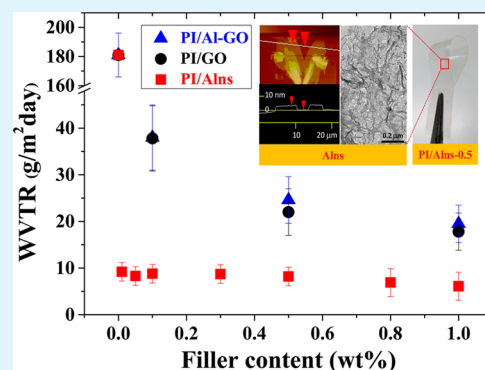 WVTR (g/m²day)
190
180
40
30
20
10
0
0.0 0.2 0.4 0.6 0.8 1.0
Filler content (wt%)
PI/Al-GO
PI/GO
PI/Alns
10 nm
0
10 20 μm
0.2 μm
Alns
PI/Alns-0.5